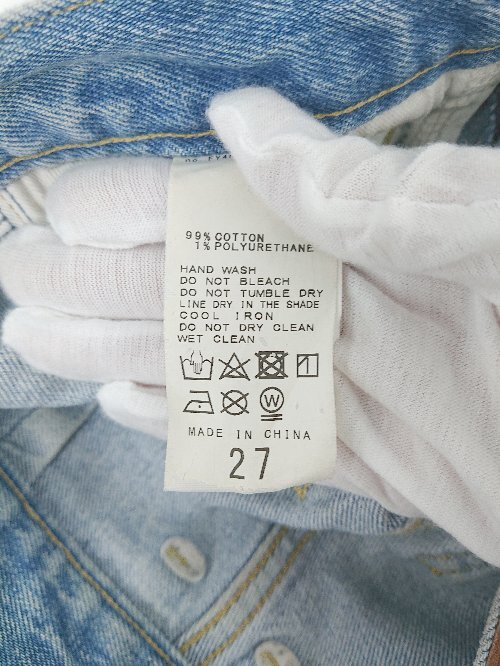 99% COTTON
1% POLYURETHANE
HAND WASH
DO NOT BLEACH
DO NOT TUMBLE DRY
LINE DRY IN THE SHADE
COOL IRON
DO NOT DRY CLEAN
WET CLEAN
W
MADE IN CHINA
27